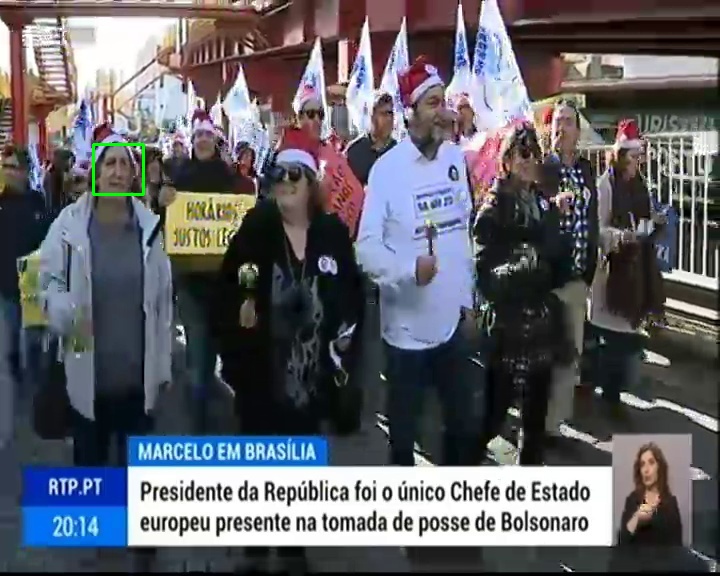 HORÁRIOS
JUSTOS
MARCELO EM BRASÍLIA
RTP.PT
20:14
Presidente da República foi o único Chefe de Estado
europeu presente na tomada de posse de Bolsonaro